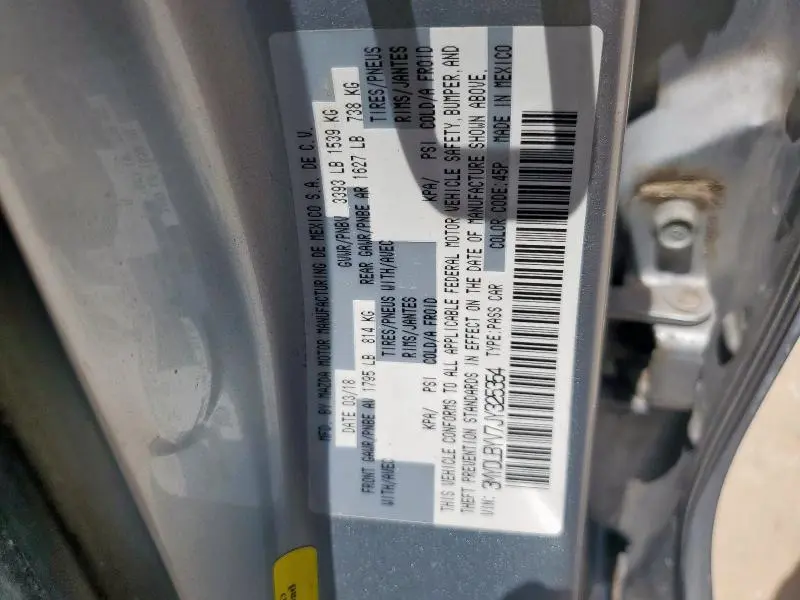 MFD. BY MAZDA MOTOR MANUFACTURING DE MEXICO S.A. DE C.V.
DATE 03/18 GVWR/PNBV 3393 LB 1539 KG
FRONT GAWR/PNBE AV 1795 LB 814 KG REAR GAWR/PNBE AR 1627 LB 738 KG
WITH/AVEC TIRES/PNEUS WITH/AVEC TIRES/PNEUS
RIMS/JANTES RIMS/JANTES
KPA/ PSI COLD/A FROID KPA/ PSI COLD/A FROID
THIS VEHICLE CONFORMS TO ALL APPLICABLE FEDERAL MOTOR VEHICLE SAFETY, BUMPER, AND
THEFT PREVENTION STANDARDS IN EFFECT ON THE DATE OF MANUFACTURE SHOWN ABOVE.
VIN: 3MYDLBYV7JY325354 TYPE:PASS CAR COLOR CODE:45P MADE IN MEXICO